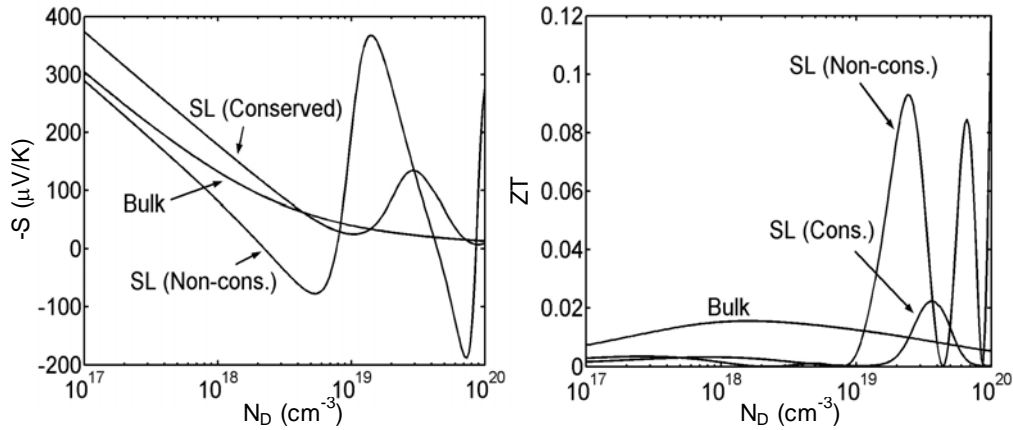 400
300
200
100
0
-100
-200
-S (μV/K)
SL (Conserved)
Bulk
SL (Non-cons.)
10^17
10^18
10^19
10^20
N_D (cm^-3)
0.12
0.1
0.08
0.06
0.04
0.02
0
ZT
SL (Non-cons.)
SL (Cons.)
Bulk
10^17
10^18
10^19
10^20
N_D (cm^-3)